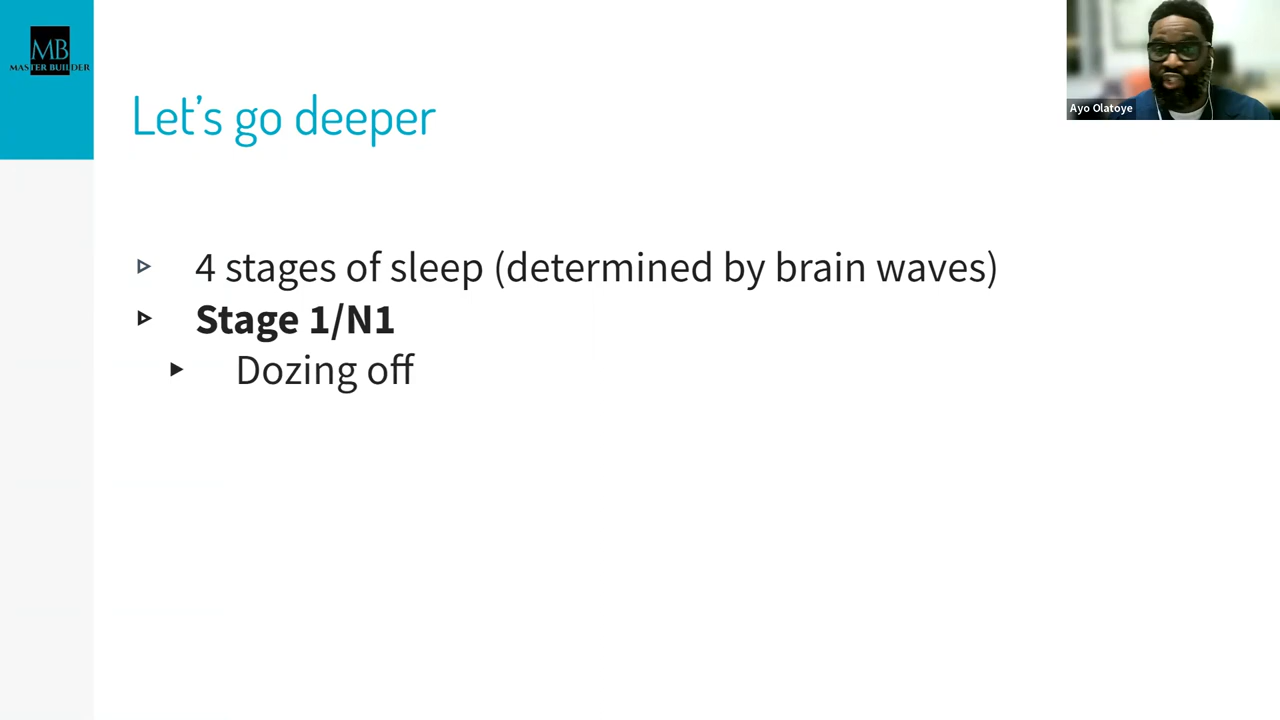 MB
MASTER BUILDER
Ayo Olatoye
Let's go deeper
4 stages of sleep (determined by brain waves)
Stage 1/N1
Dozing off